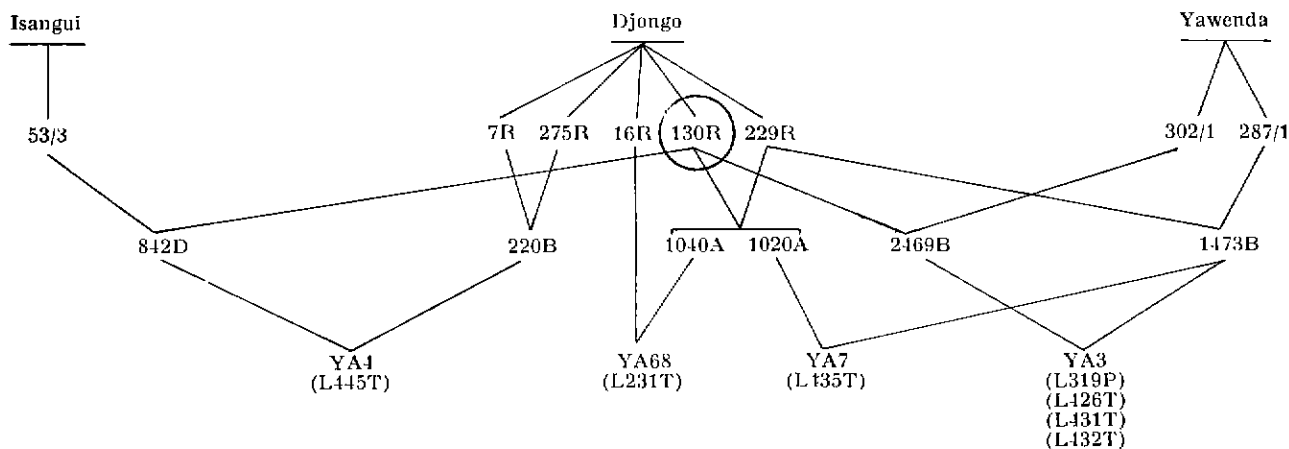 Isangui Djongo Yawenda
53/3 7R 275R 16R 130R 229R 302/1 287/1
842D 220B 1040A 1020A 2469B 1473B
YA4 YA68 YA7 YA3
(L445T) (L231T) (L435T) (L319P)
(L426T)
(L431T)
(L432T)